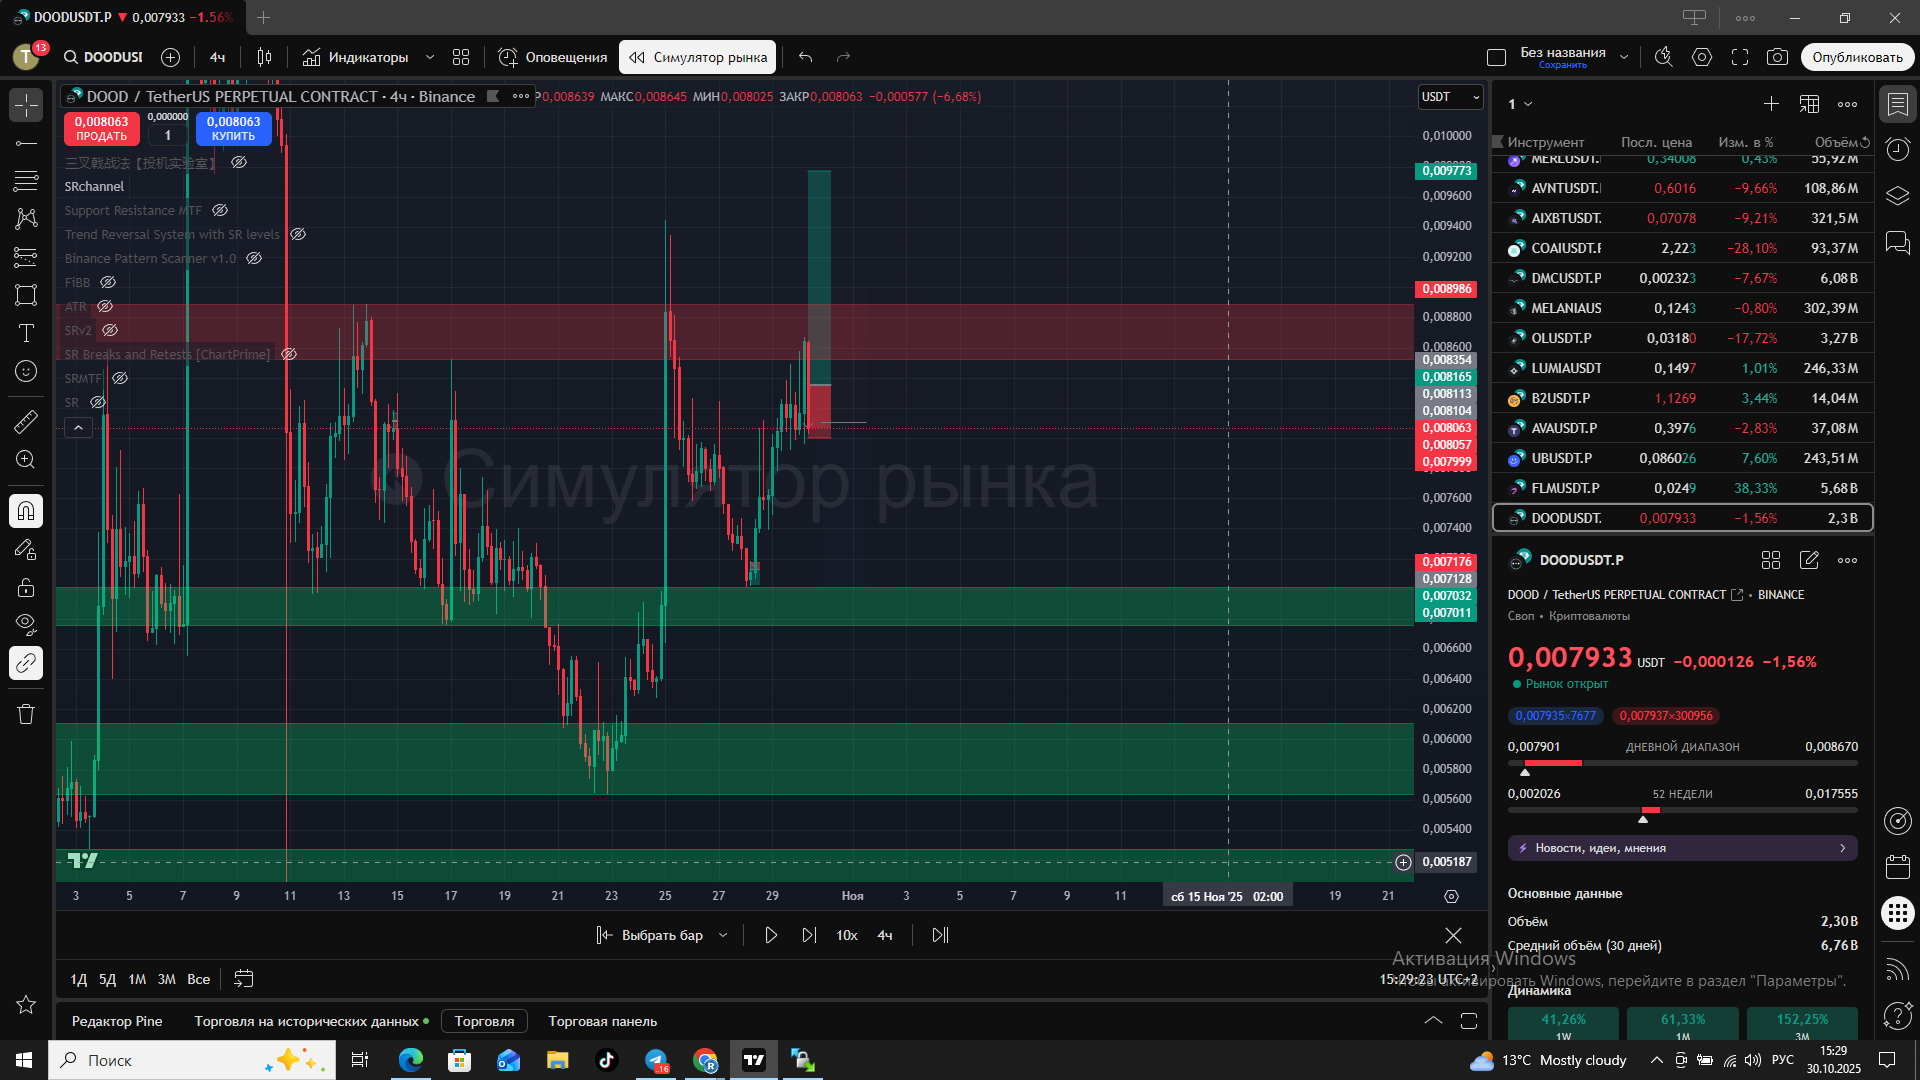 DOODUSDT.P ▼ 0,007933 −1.56%
T
13
DOODUSI
4ч
Индикаторы
Оповещения
Симулятор рынка
Без названия
Сохранить
Опубликовать
DOOD / TetherUS PERPETUAL CONTRACT · 4ч · Binance
0,008639 МАКС0,008645 МИН0,008025 ЗАКР0,008063 −0,000577 (−6,68%)
USDT
0,008063
ПРОДАТЬ
0,000000
1
0,008063
КУПИТЬ
三叉戟战法【投机实验室】
SRchannel
Support Resistance MTF
Trend Reversal System with SR levels
Binance Pattern Scanner v1.0
FiBB
ATR
SRv2
SR Breaks and Retests [ChartPrime]
SRMTF
SR
Симулятор рынка
0,010000
0,009773
0,009600
0,009400
0,009200
0,008986
0,008800
0,008600
0,008354
0,008165
0,008113
0,008104
0,008063
0,008057
0,007999
0,007600
0,007400
0,007176
0,007128
0,007032
0,007011
0,006600
0,006400
0,006200
0,006000
0,005800
0,005600
0,005400
0,005187
3 5 7 9 11 13 15 17 19 21 23 25 27 29 Ноя 3 5 7 9 11 сб 15 Ноя '25 02:00 19 21
Выбрать бар
10x
4ч
1Д 5Д 1М 3М Все
15:29:23 UTC+2
Редактор Pine
Торговля на исторических данных
Торговля
Торговая панель
1
Инструмент Посл. цена Изм. в % Объём
MERLUSDT. 0,34008 0,43% 55,92 M
AVNTUSDT. 0,6016 −9,66% 108,86 M
AIXBTUSDT. 0,07078 −9,21% 321,5 M
COAIUSDT.F 2,223 −28,10% 93,37 M
DMCUSDT.P 0,002323 −7,67% 6,08 B
MELANIAUS 0,1243 −0,80% 302,39 M
OLUSDT.P 0,03180 −17,72% 3,27 B
LUMIAUSDT 0,1497 1,01% 246,33 M
B2USDT.P 1,1269 3,44% 14,04 M
AVAUSDT.P 0,3976 −2,83% 37,08 M
UBUSDT.P 0,086026 7,60% 243,51 M
FLMUSDT.P 0,0249 38,33% 5,68 B
DOODUSDT. 0,007933 −1,56% 2,3 B
DOODUSDT.P
DOOD / TetherUS PERPETUAL CONTRACT • BINANCE
Своп • Криптовалюты
0,007933 USDT −0,000126 −1,56%
Рынок открыт
0,007935×7677 0,007937×300956
0,007901 ДНЕВНОЙ ДИАПАЗОН 0,008670
0,002026 52 НЕДЕЛИ 0,017555
Новости, идеи, мнения
Основные данные
Объём 2,30 B
Средний объём (30 дней) 6,76 B
Активация Windows
Чтобы активировать Windows, перейдите в раздел "Параметры".
Динамика
41,26% 61,33% 152,25%
1W 1M 3M
Поиск
16
13°C Mostly cloudy
РУС
15:29
30.10.2025